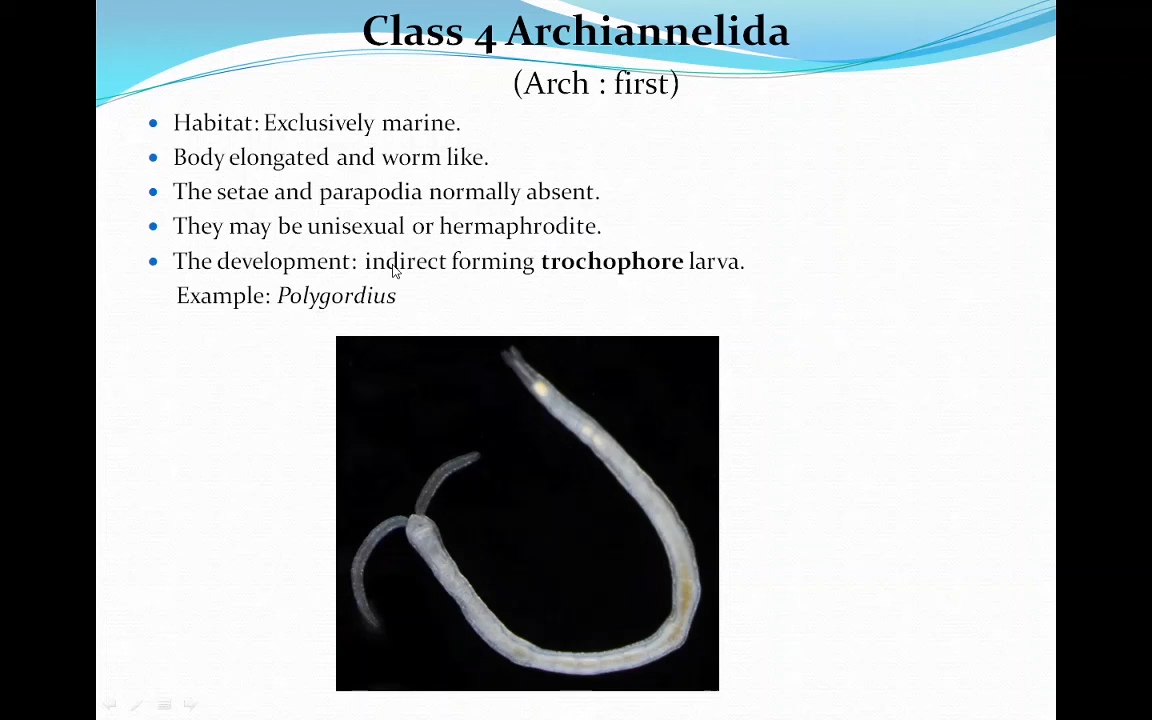 Class 4 Archiannelida
(Arch : first)
• Habitat: Exclusively marine.
• Body elongated and worm like.
• The setae and parapodia normally absent.
• They may be unisexual or hermaphrodite.
• The development: indirect forming trochophore larva.
Example: Polygordius